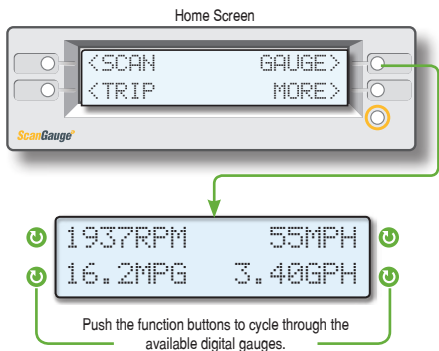 Home Screen
<SCAN GAUGE>
<TRIP MORE>
ScanGauge®
1937RPM 55MPH
16.2MPG 3.40GPH
Push the function buttons to cycle through the
available digital gauges.